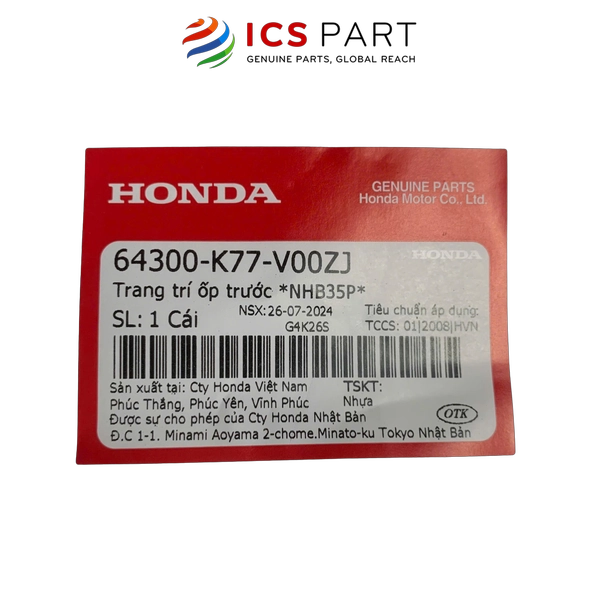 ICS PART
GENUINE PARTS, GLOBAL REACH
HONDA
GENUINE PARTS
Honda Motor Co., Ltd.
HONDA
64300-K77-V00ZJ
Trang trí ốp trước *NHB35P*
SL: 1 Cái
NSX:26-07-2024
G4K26S
Tiêu chuẩn áp dụng:
TCCS: 01|2008|HVN
Sản xuất tại: Cty Honda Việt Nam
TSKT:
Phúc Thắng, Phúc Yên, Vĩnh Phúc
Nhựa
Được sự cho phép của Cty Honda Nhật Bản
OTK
Đ.C 1-1. Minami Aoyama 2-chome.Minato-ku Tokyo Nhật Bản